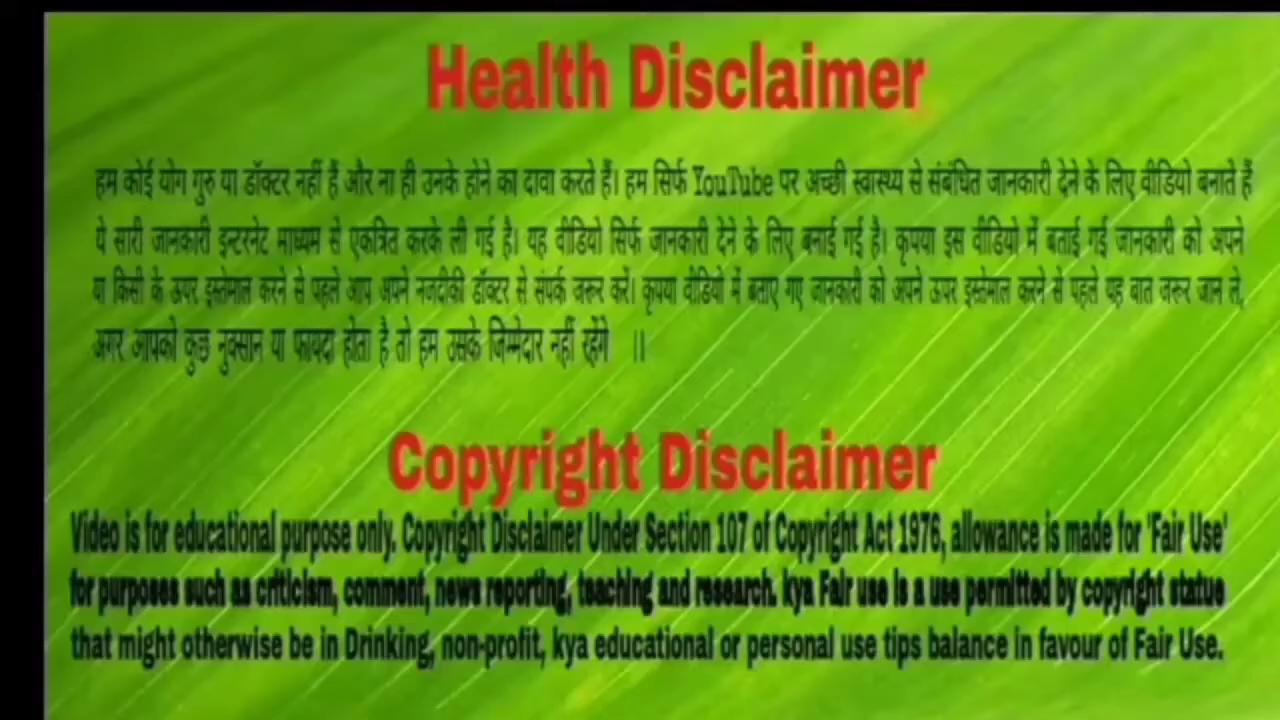 Health Disclaimer
हम कोई योग गुरु या डॉक्टर नहीं हैं और ना ही उनके होने का दावा करते हैं। हम सिर्फ YouTube पर अच्छी स्वास्थ्य से संबंधित जानकारी देने के लिए वीडियो बनाते हैं
ये सारी जानकारी इन्टरनेट माध्यम से एकत्रित करके ली गई है। यह वीडियो सिर्फ जानकारी देने के लिए बनाई गई है। कृपया इस वीडियो में बताई गई जानकारी को अपने
या किसी के ऊपर इस्तेमाल करने से पहले आप अपने नजदीकी डॉक्टर से संपर्क जरूर करें। कृपया वीडियो में बताए गए जानकारी को अपने ऊपर इस्तेमाल करने से पहले यह बात जरूर जान ले,
अगर आपको कुछ नुक्सान या फायदा होता है तो हम उसके जिम्मेदार नहीं रहेंगे ।।
Copyright Disclaimer
Video is for educational purpose only. Copyright Disclaimer Under Section 107 of Copyright Act 1976, allowance is made for 'Fair Use'
for purposes such as criticism, comment, news reporting, teaching and research. kya Fair use is a use permitted by copyright statue
that might otherwise be in Drinking, non-profit, kya educational or personal use tips balance in favour of Fair Use.